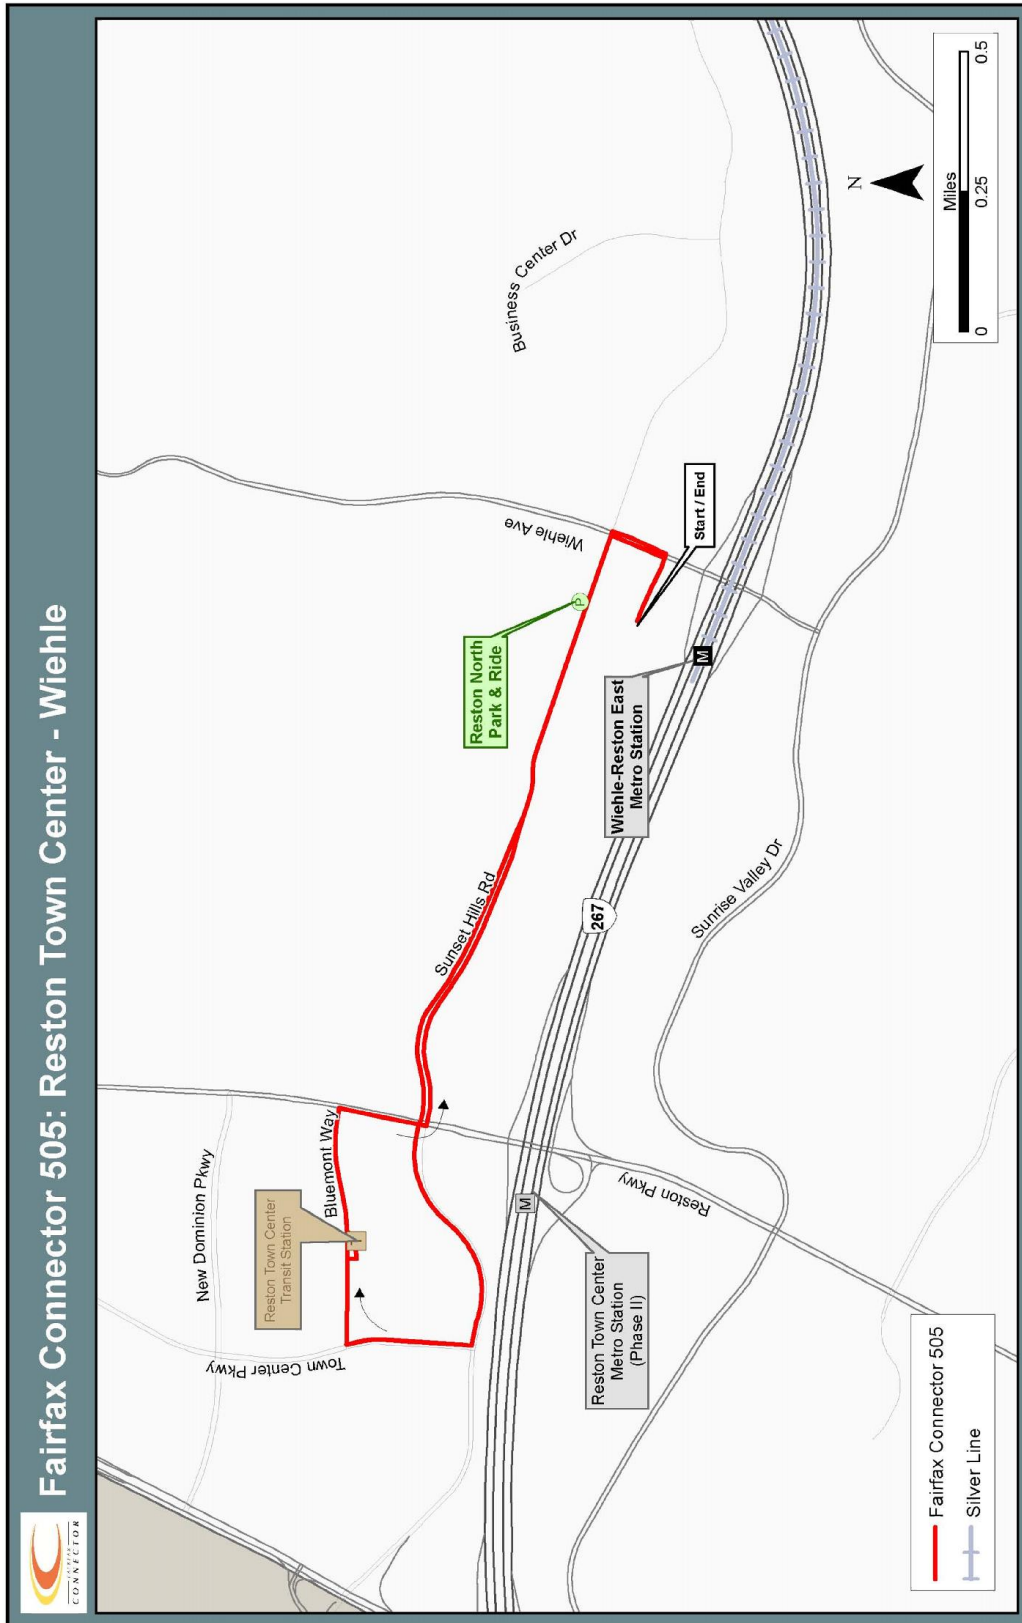 Fairfax Connector 505: Reston Town Center - Wiehle
FAIRFAX
CONNECTOR
New Dominion Pkwy
Town Center Pkwy
Reston Town Center
Transit Station
Bluemont Way
Sunset Hills Rd
Reston North
Park & Ride
P
Wiehle Ave
Business Center Dr
Start / End
Wiehle-Reston East
Metro Station
M
267
M
Reston Town Center
Metro Station
(Phase II)
Reston Pkwy
Sunrise Valley Dr
N
Fairfax Connector 505
Silver Line
Miles
0 0.25 0.5